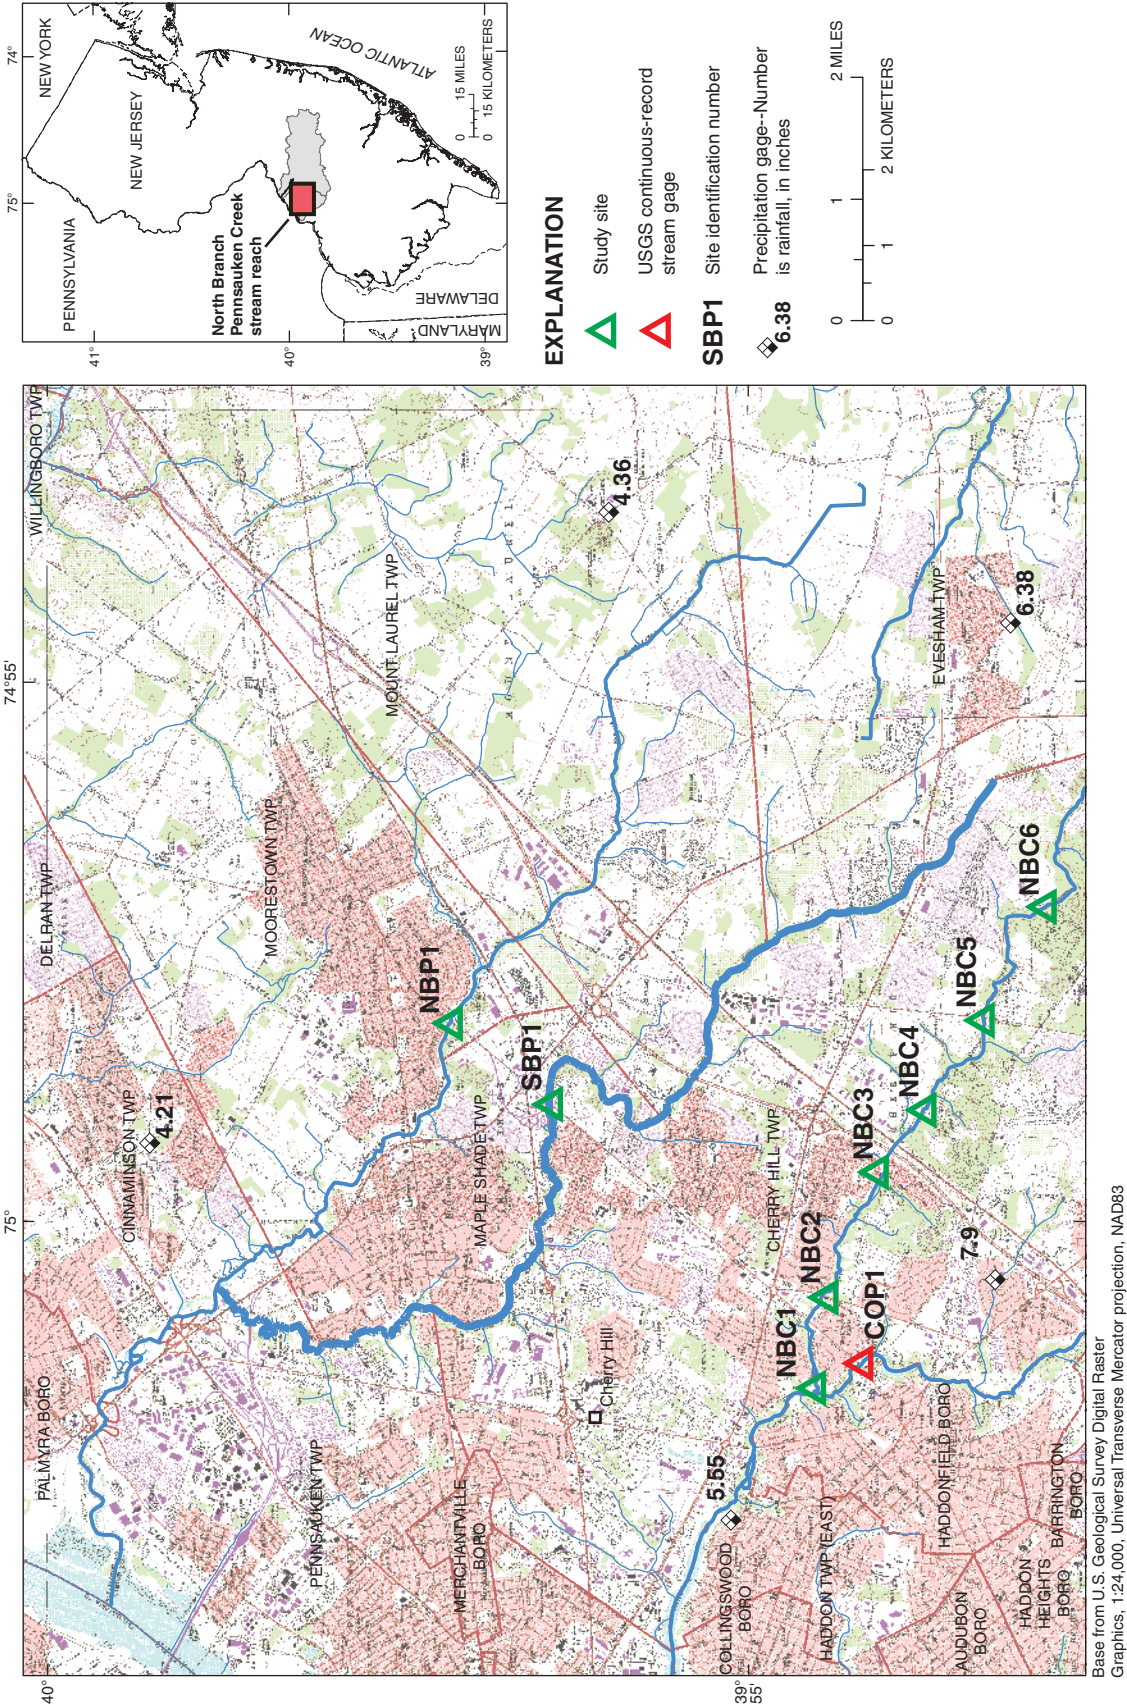 NEW YORK
PENNSYLVANIA
NEW JERSEY
ATLANTIC OCEAN
North Branch
Pennsauken Creek
stream reach
MARYLAND
DELAWARE
75°
74°
41°
40°
39°
0 15 MILES
0 15 KILOMETERS
EXPLANATION
Study site
USGS continuous-record
stream gage
SBP1 Site identification number
6.38 Precipitation gage--Number
is rainfall, in inches
0 1 2 MILES
0 1 2 KILOMETERS
75°
74°55'
40°
39°
55'
PALMYRA BORO
CINNAMINSON TWP
4.21
DELRAN TWP
WILLINGBORO TWP
MOORESTOWN TWP
MOUNT LAUREL TWP
PENNSAUKEN TWP
MERCHANTVILLE
BORO
MAPLE SHADE TWP
NBP1
SBP1
4.36
Cherry Hill
CHERRY HILL TWP
5.55
COLLINGSWOOD
BORO
HADDON TWP (EAST)
NBC1
NBC2
COP1
NBC3
NBC4
NBC5
NBC6
EVESHAM TWP
6.38
7.9
HADDONFIELD BORO
AUDUBON
BORO
HADDON
HEIGHTS
BORO
BARRINGTON
BORO
Base from U.S. Geological Survey Digital Raster
Graphics, 1:24,000, Universal Transverse Mercator projection, NAD83